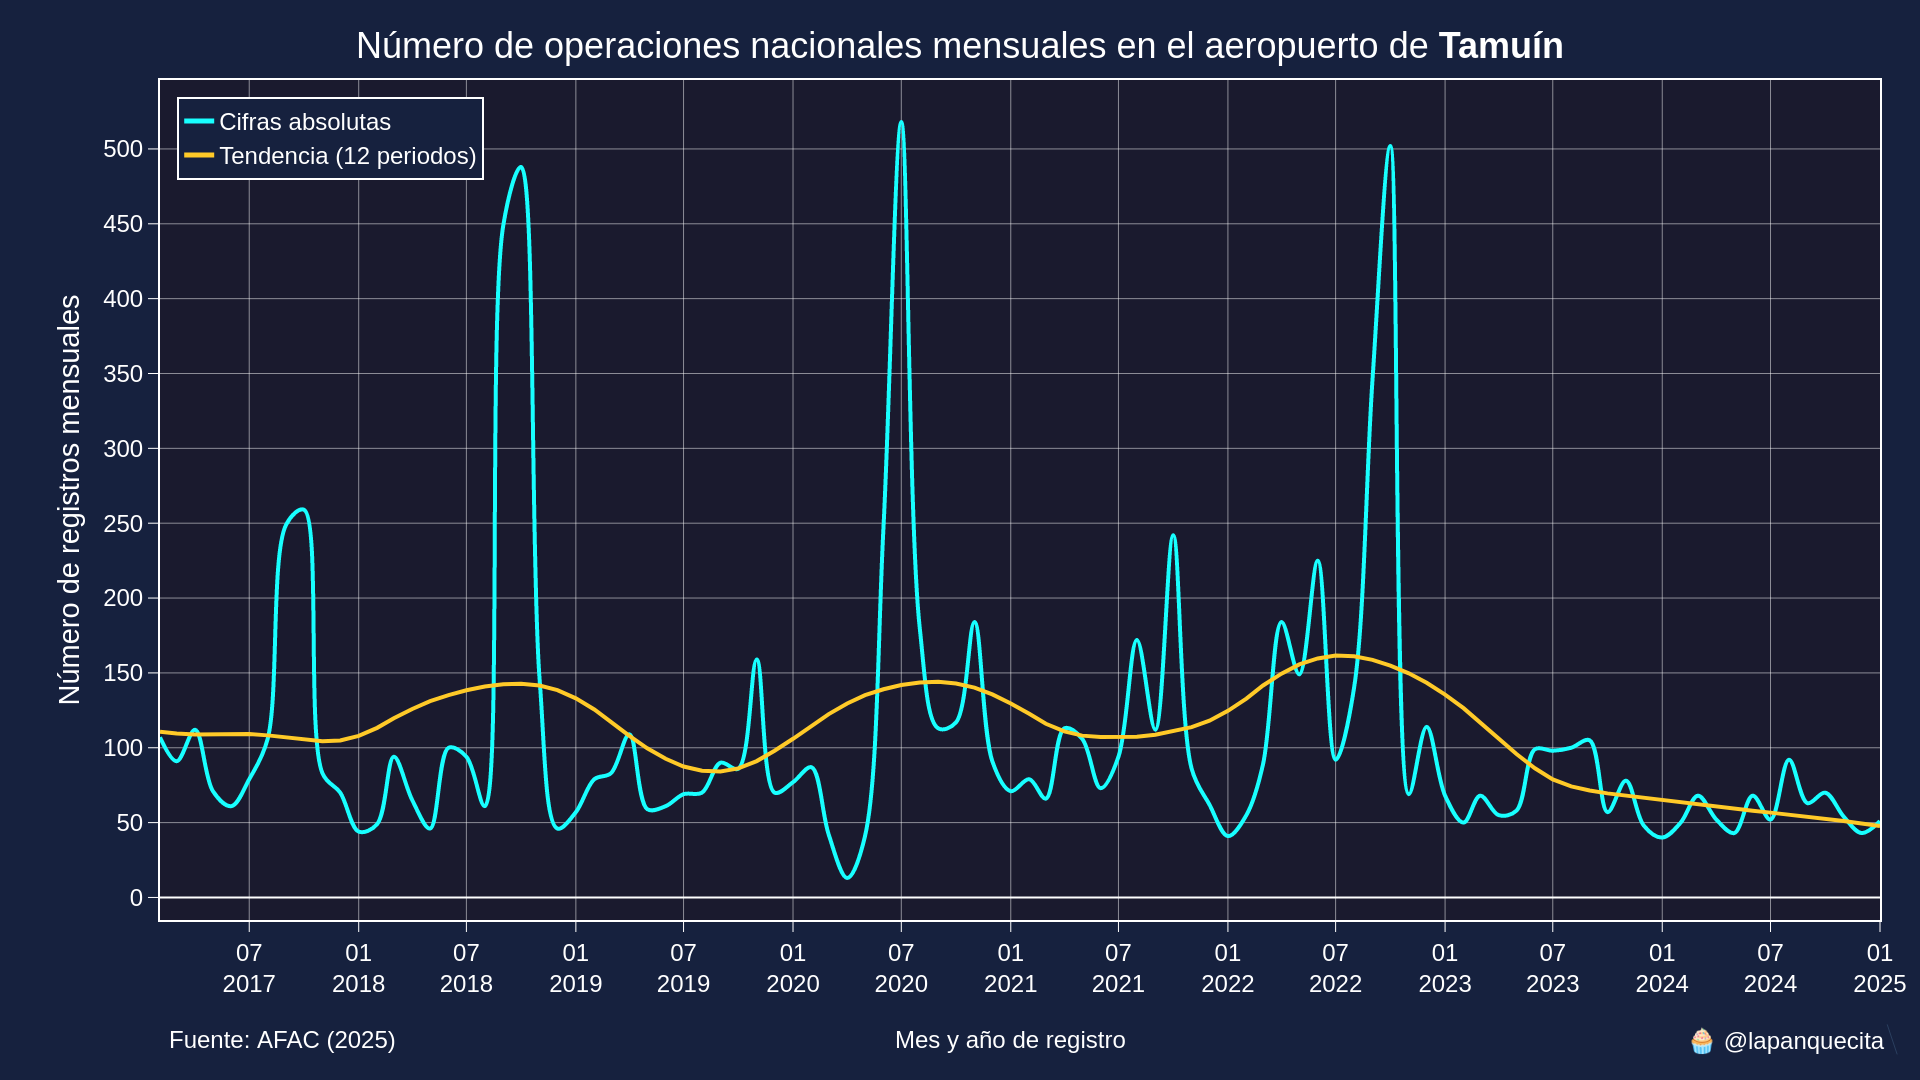 Número de operaciones nacionales mensuales en el aeropuerto de Tamuín
Cifras absolutas
Tendencia (12 periodos)
Número de registros mensuales
500
450
400
350
300
250
200
150
100
50
0
07 01 07 01 07 01 07 01 07 01 07 01 07 01 07 01
2017 2018 2018 2019 2019 2020 2020 2021 2021 2022 2022 2023 2023 2024 2024 2025
Fuente: AFAC (2025)
Mes y año de registro
🧁 @lapanquecita